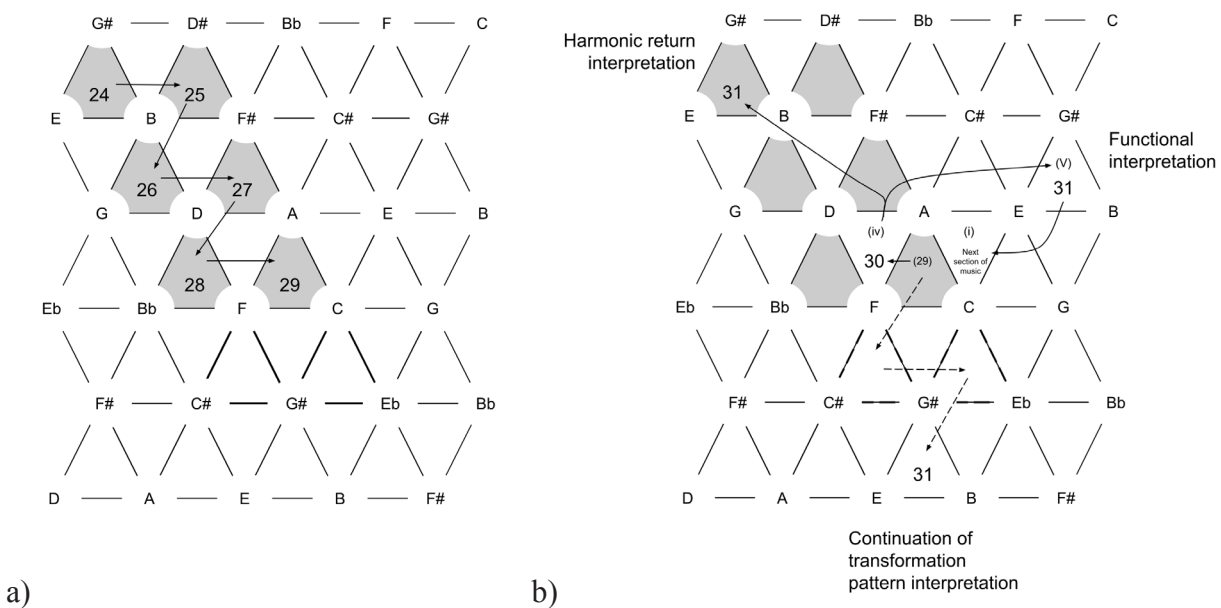 G# D# Bb F C
24 25
E B F# C# G#
26 27
G D A E B
28 29
Eb Bb F C G
F# C# G# Eb Bb
D A E B F#
a)
G# D# Bb F C
Harmonic return
interpretation
31
E B F# C# G#
Functional
interpretation
(V)
31
G D A E B
(iv) (i)
30 (29)
Next
section of
music
Eb Bb F C G
F# C# G# Eb Bb
31
D A E B F#
Continuation of
transformation
pattern interpretation
b)